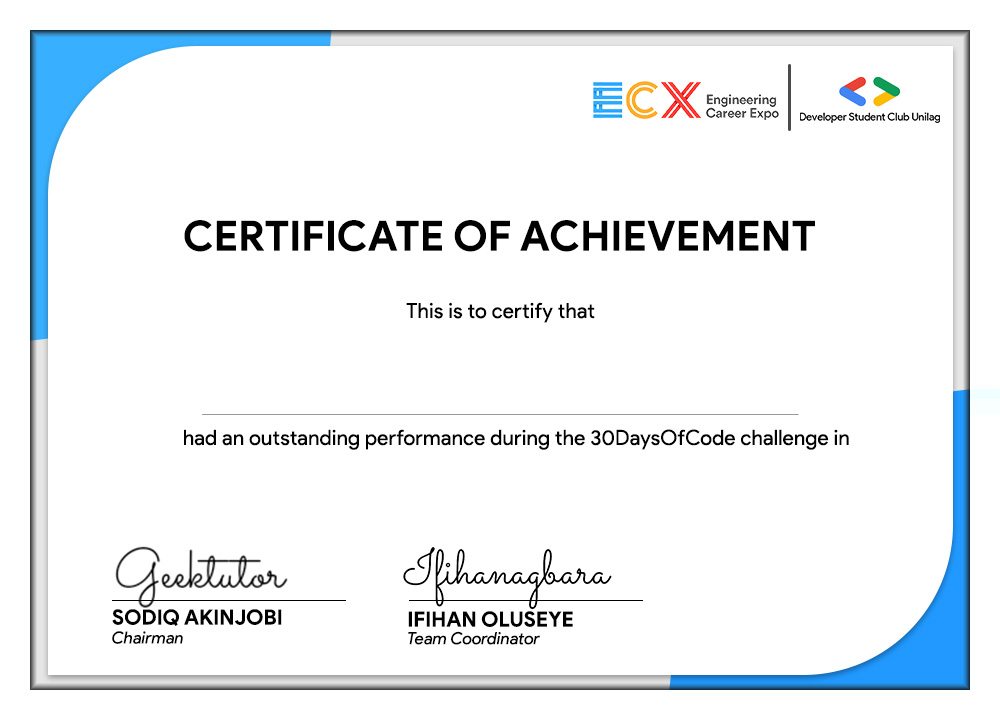 ECX Engineering
Career Expo
Developer Student Club Unilag
CERTIFICATE OF ACHIEVEMENT
This is to certify that
had an outstanding performance during the 30DaysOfCode challenge in
Geektutor
SODIQ AKINJOBI
Chairman
Ifihanagbara
IFIHAN OLUSEYE
Team Coordinator